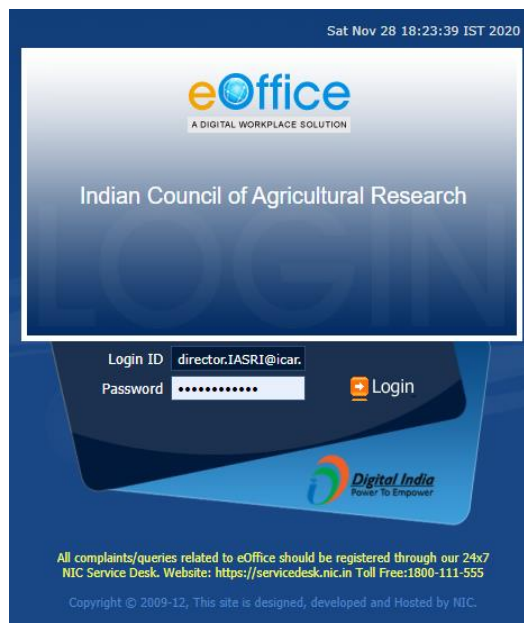 Sat Nov 28 18:23:39 IST 2020
eOffice
A DIGITAL WORKPLACE SOLUTION
Indian Council of Agricultural Research
LOGIN
Login ID director.IASRI@icar.
Password ••••••••••••
Login
Digital India
Power To Empower
All complaints/queries related to eOffice should be registered through our 24x7
NIC Service Desk. Website: https://servicedesk.nic.in Toll Free:1800-111-555
Copyright © 2009-12, This site is designed, developed and Hosted by NIC.